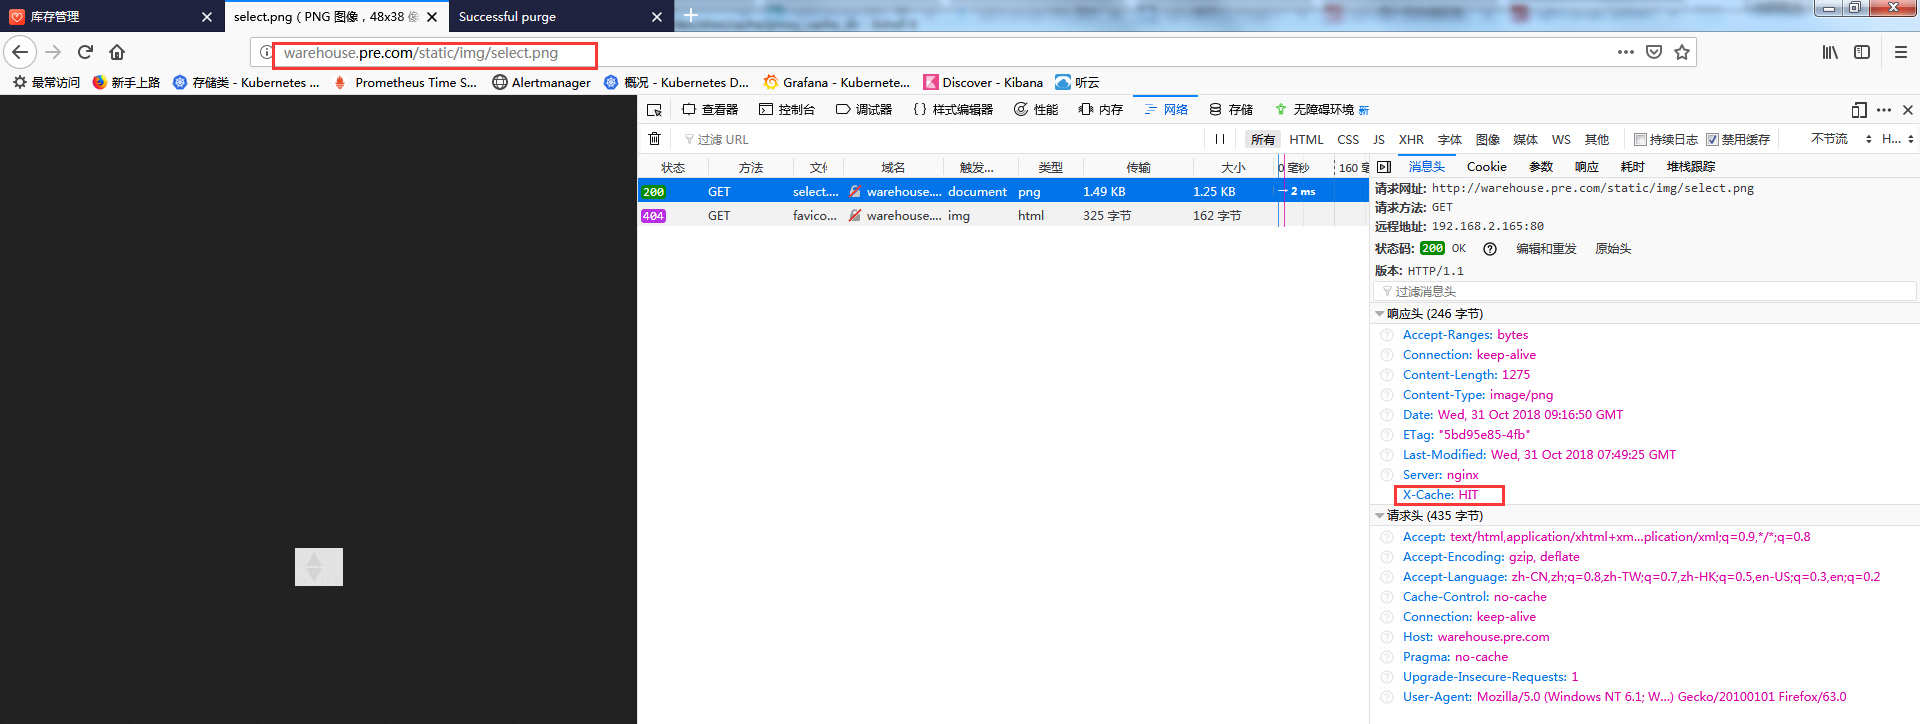 库存管理
select.png ( PNG 图像，48x38 像
Successful purge
warehouse.pre.com/static/img/select.png
最常访问 新手上路 存储类 - Kubernetes ... Prometheus Time S... Alertmanager 概况 - Kubernetes D... Grafana - Kubernete... Discover - Kibana 听云
查看器 控制台 调试器 {} 样式编辑器 性能 内存 网络 存储 无障碍环境 新
过滤 URL 所有 HTML CSS JS XHR 字体 图像 媒体 WS 其他 持续日志 禁用缓存 不节流 H...
状态 方法 文件 域名 触发... 类型 传输 大小 0 毫秒 160 毫
200 GET select.... warehouse.... document png 1.49 KB 1.25 KB → 2 ms
404 GET favico... warehouse.... img html 325 字节 162 字节
消息头 Cookie 参数 响应 耗时 堆栈跟踪
请求网址: http://warehouse.pre.com/static/img/select.png
请求方法: GET
远程地址: 192.168.2.165:80
状态码: 200 OK 编辑和重发 原始头
版本: HTTP/1.1
过滤消息头
响应头 (246 字节)
Accept-Ranges: bytes
Connection: keep-alive
Content-Length: 1275
Content-Type: image/png
Date: Wed, 31 Oct 2018 09:16:50 GMT
ETag: "5bd95e85-4fb"
Last-Modified: Wed, 31 Oct 2018 07:49:25 GMT
Server: nginx
X-Cache: HIT
请求头 (435 字节)
Accept: text/html,application/xhtml+xm...plication/xml;q=0.9,*/*;q=0.8
Accept-Encoding: gzip, deflate
Accept-Language: zh-CN,zh;q=0.8,zh-TW;q=0.7,zh-HK;q=0.5,en-US;q=0.3,en;q=0.2
Cache-Control: no-cache
Connection: keep-alive
Host: warehouse.pre.com
Pragma: no-cache
Upgrade-Insecure-Requests: 1
User-Agent: Mozilla/5.0 (Windows NT 6.1; W...) Gecko/20100101 Firefox/63.0